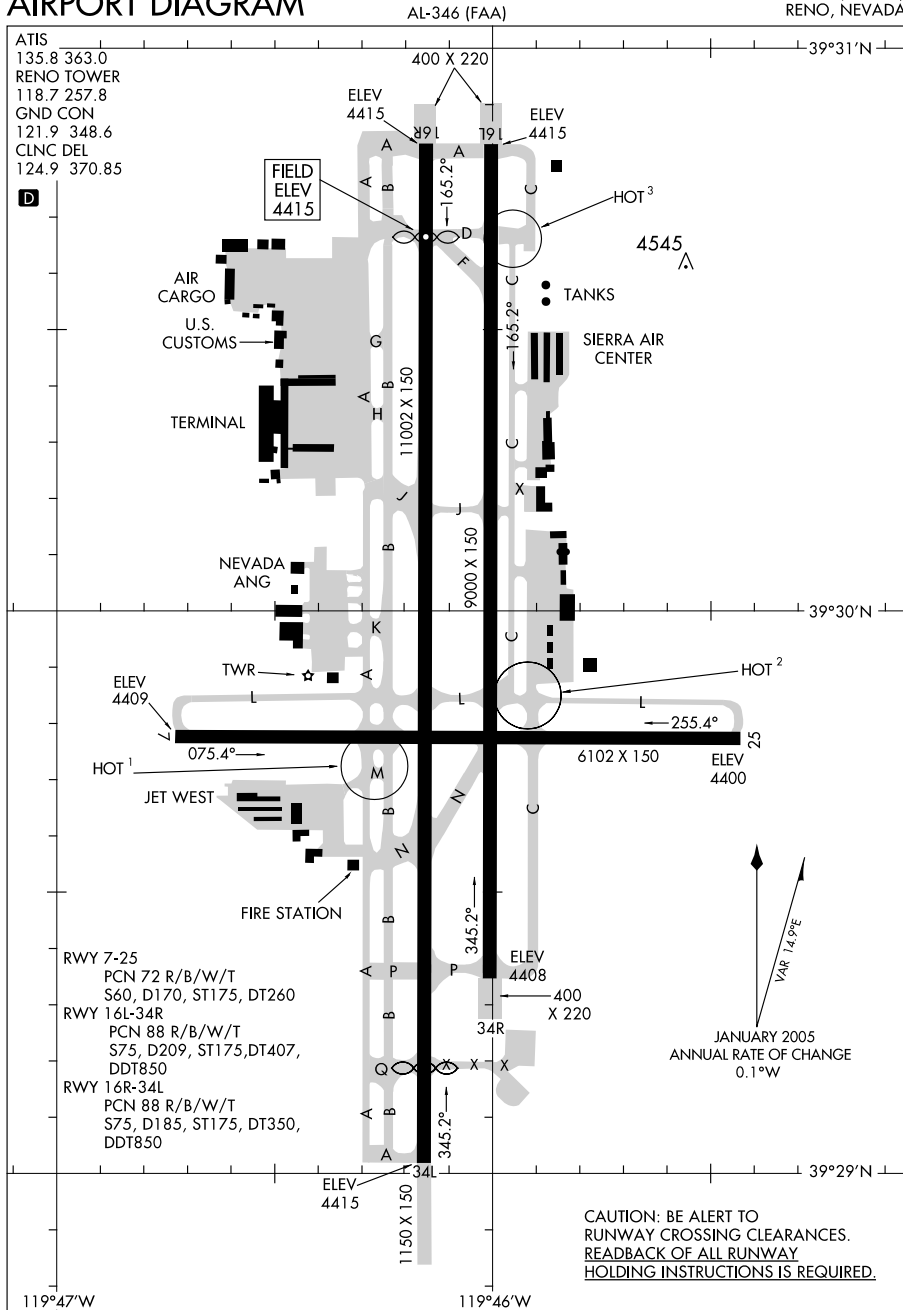 AIRPORT DIAGRAM
AL-346 (FAA)
RENO, NEVADA
ATIS
135.8 363.0
RENO TOWER
118.7 257.8
GND CON
121.9 348.6
CLNC DEL
124.9 370.85
D
39°31'N
400 X 220
ELEV
4415
ELEV
4415
16R
16L
A
A
A
B
C
165.2°
FIELD
ELEV
4415
HOT 3
D
F
4545
AIR
CARGO
C
TANKS
U.S.
CUSTOMS
165.2°
SIERRA AIR
CENTER
G
B
A
H
11002 X 150
TERMINAL
C
X
J
J
B
9000 X 150
NEVADA
ANG
39°30'N
K
C
TWR
A
HOT 2
ELEV
4409
L
L
L
255.4°
7
25
075.4°
6102 X 150
ELEV
4400
HOT 1
M
JET WEST
B
N
C
N
FIRE STATION
B
345.2°
VAR 14.9°E
RWY 7-25
PCN 72 R/B/W/T
S60, D170, ST175, DT260
RWY 16L-34R
PCN 88 R/B/W/T
S75, D209, ST175,DT407,
DDT850
RWY 16R-34L
PCN 88 R/B/W/T
S75, D185, ST175, DT350,
DDT850
A
P
P
ELEV
4408
400
X 220
B
34R
JANUARY 2005
ANNUAL RATE OF CHANGE
0.1°W
Q
X
X
X
A
B
345.2°
A
34L
39°29'N
ELEV
4415
1150 X 150
CAUTION: BE ALERT TO
RUNWAY CROSSING CLEARANCES.
READBACK OF ALL RUNWAY
HOLDING INSTRUCTIONS IS REQUIRED.
119°47'W
119°46'W